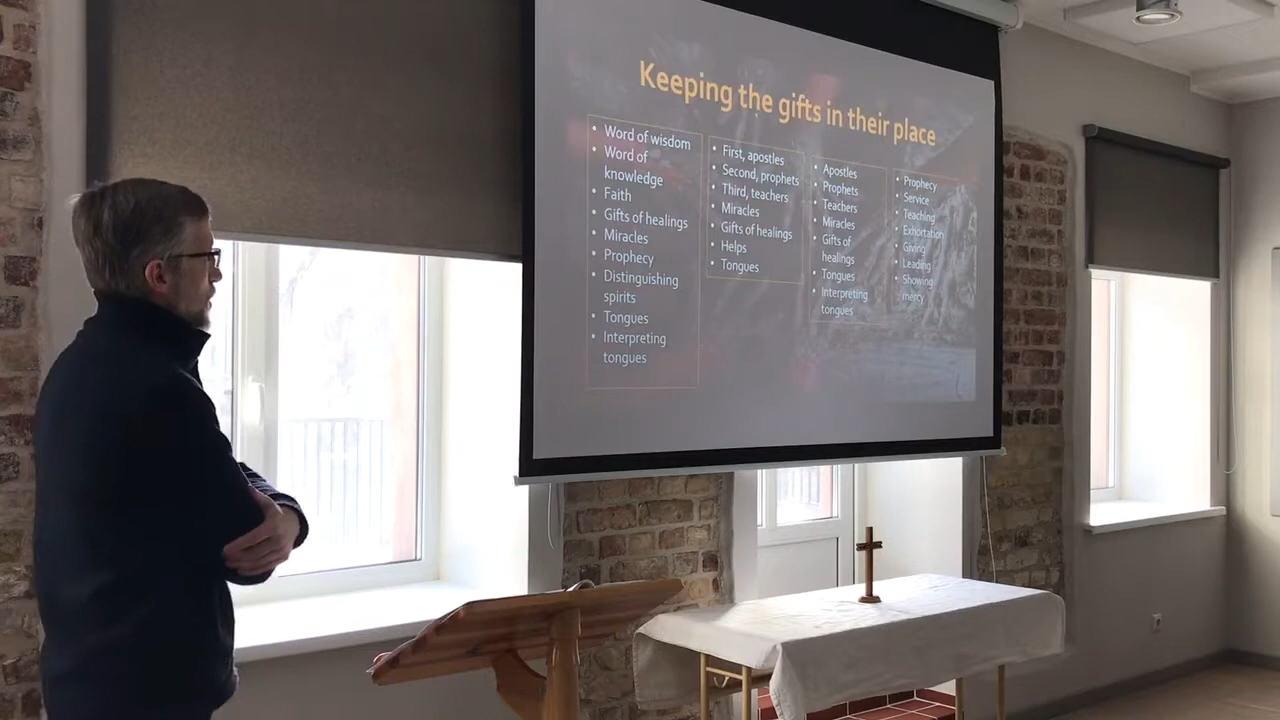 Keeping the gifts in their place
• Word of wisdom
• Word of
knowledge
• Faith
• Gifts of healings
• Miracles
• Prophecy
• Distinguishing
spirits
• Tongues
• Interpreting
tongues
• First, apostles
• Second, prophets
• Third, teachers
• Miracles
• Gifts of healings
• Helps
• Tongues
• Apostles
• Prophets
• Teachers
• Miracles
• Gifts of
healings
• Tongues
• Interpreting
tongues
• Prophecy
• Service
• Teaching
• Exhortation
• Giving
• Leading
• Showing
mercy